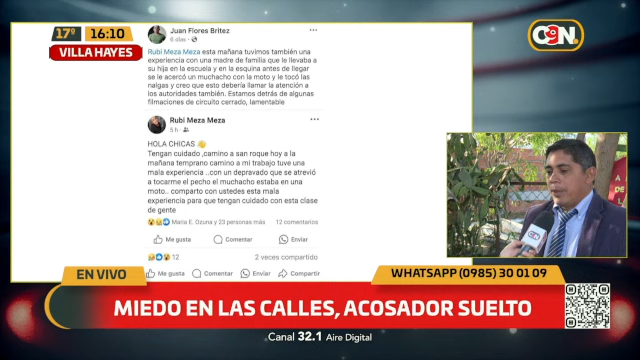 17º
16:10
VILLA HAYES
C9N
Juan Flores Britez
6 días
Rubi Meza Meza esta mañana tuvimos también una
experiencia con una madre de familia que le llevaba
a su hija en la escuela y en la esquina antes de llegar
se le acercó un muchacho con la moto y le tocó las
nalgas y creo que esto debería llamar la atención a
los autoridades también. Estamos detrás de algunas
filmaciones de circuito cerrado, lamentable
Rubi Meza Meza
5 h
HOLA CHICAS
Tengan cuidado ,camino a san roque hoy a la
mañana temprano camino a mi trabajo tuve una
mala experiencia ..con un depravado que se atrevió
a tocarme el pecho el muchacho estaba en una
moto.. comparto con ustedes esta mala
experiencia para que tengan cuidado con esta clase
de gente
Maria E. Ozuna y 23 personas más 12 comentarios
Me gusta Comentar Enviar
12 2 veces compartido
Me gusta Comentar Enviar Compartir
EN VIVO
WHATSAPP (0985) 30 01 09
MIEDO EN LAS CALLES, ACOSADOR SUELTO
Canal 32.1 Aire Digital